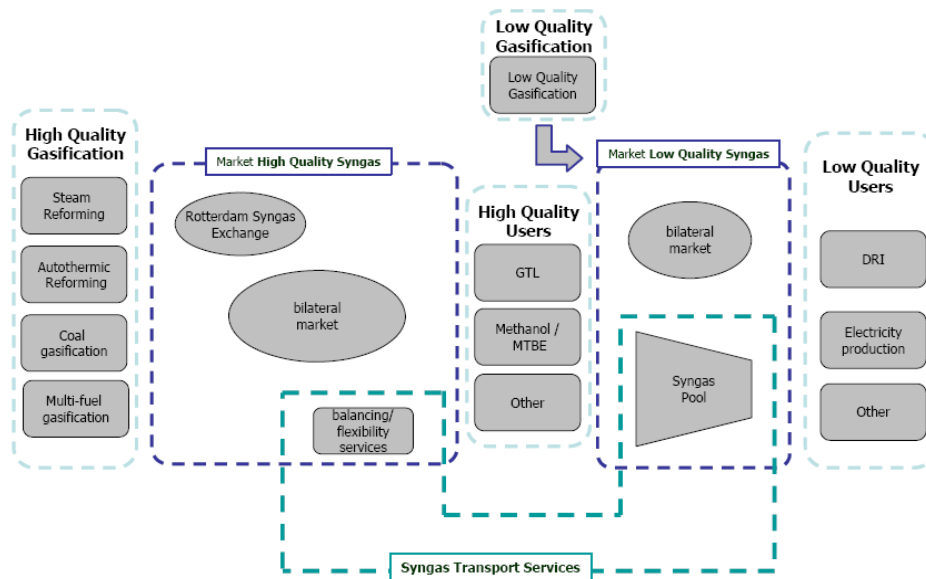 Low Quality
Gasification
Low Quality
Gasification
High Quality
Gasification
Steam
Reforming
Autothermic
Reforming
Coal
gasification
Multi-fuel
gasification
Market High Quality Syngas
Rotterdam Syngas
Exchange
bilateral
market
balancing/
flexibility
services
High Quality
Users
GTL
Methanol /
MTBE
Other
Market Low Quality Syngas
bilateral
market
Syngas
Pool
Low Quality
Users
DRI
Electricity
production
Other
Syngas Transport Services